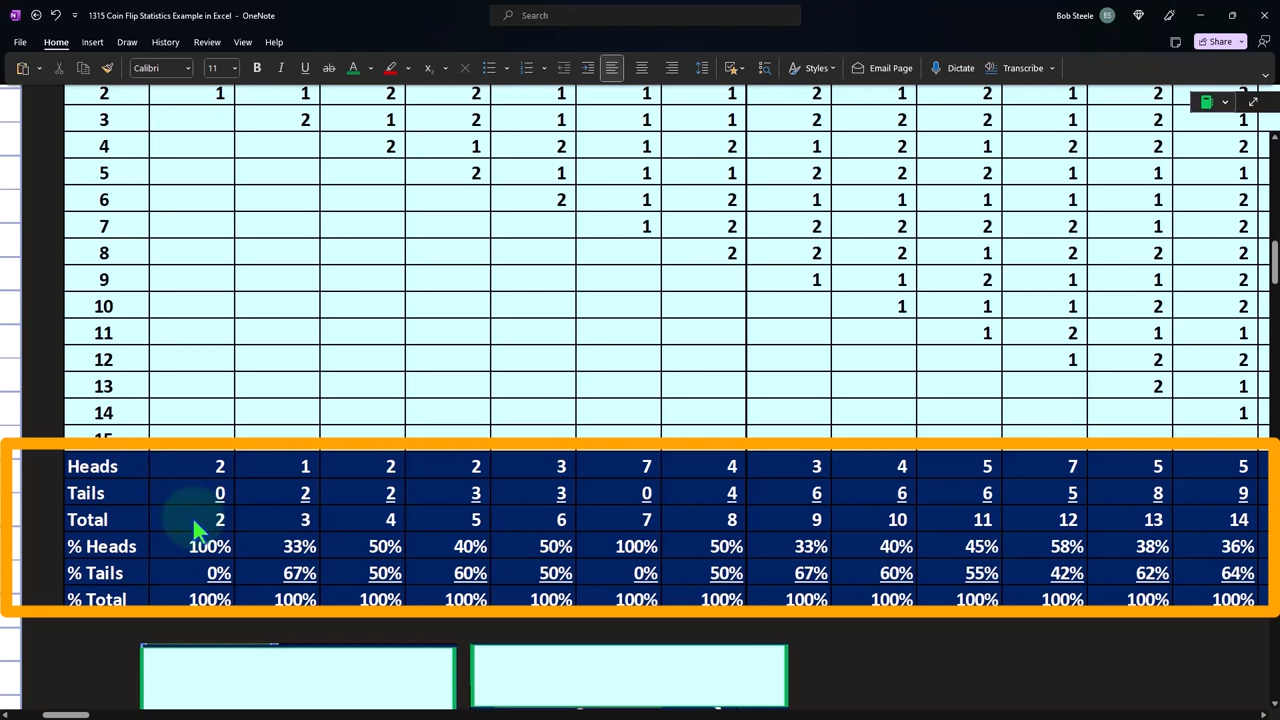 1315 Coin Flip Statistics Example in Excel - OneNote
Search
Bob Steele BS
File Home Insert Draw History Review View Help
Share
Calibri 11 B I U ab A Styles Email Page Dictate Transcribe
2 1 1 2 2 1 1 1 2 1 2 1 2 2
3 2 1 2 1 1 1 2 2 2 1 2 1
4 2 1 2 1 2 1 2 1 2 2 2
5 2 1 1 1 2 2 2 1 1 1
6 2 1 2 1 1 1 1 1 2
7 1 2 2 2 2 2 1 2
8 2 2 2 1 2 2 2
9 1 1 2 1 1 2
10 1 1 1 2 2
11 1 2 1 1
12 1 2 2
13 2 1
14 1
15
Heads 2 1 2 2 3 7 4 3 4 5 7 5 5
Tails 0 2 2 3 3 0 4 6 6 6 5 8 9
Total 2 3 4 5 6 7 8 9 10 11 12 13 14
% Heads 100% 33% 50% 40% 50% 100% 50% 33% 40% 45% 58% 38% 36%
% Tails 0% 67% 50% 60% 50% 0% 50% 67% 60% 55% 42% 62% 64%
% Total 100% 100% 100% 100% 100% 100% 100% 100% 100% 100% 100% 100% 100%